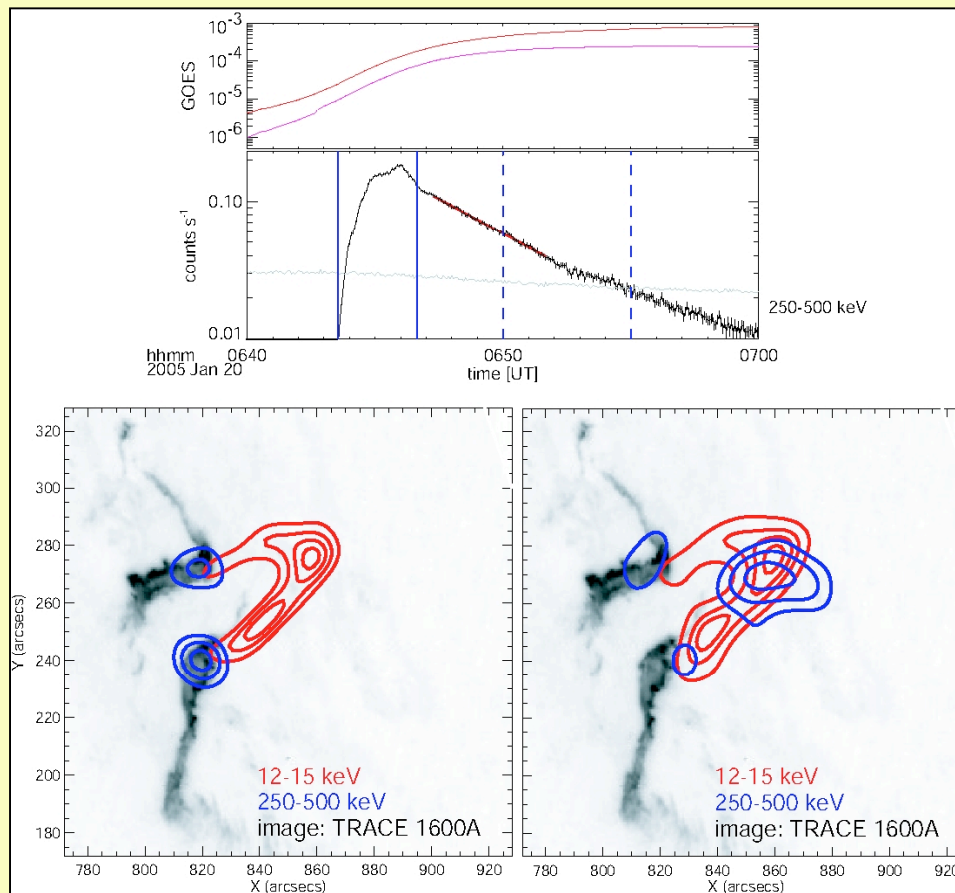 10-3
10-4
10-5
10-6
GOES
0.10
0.01
counts s-1
250-500 keV
hhmm
0640
0650
0700
2005 Jan 20
time [UT]
320
300
280
260
240
220
200
180
Y (arcsecs)
12-15 keV
250-500 keV
image: TRACE 1600A
12-15 keV
250-500 keV
image: TRACE 1600A
780
800
820
840
860
880
900
920
780
800
820
840
860
880
900
920
X (arcsecs)
X (arcsecs)